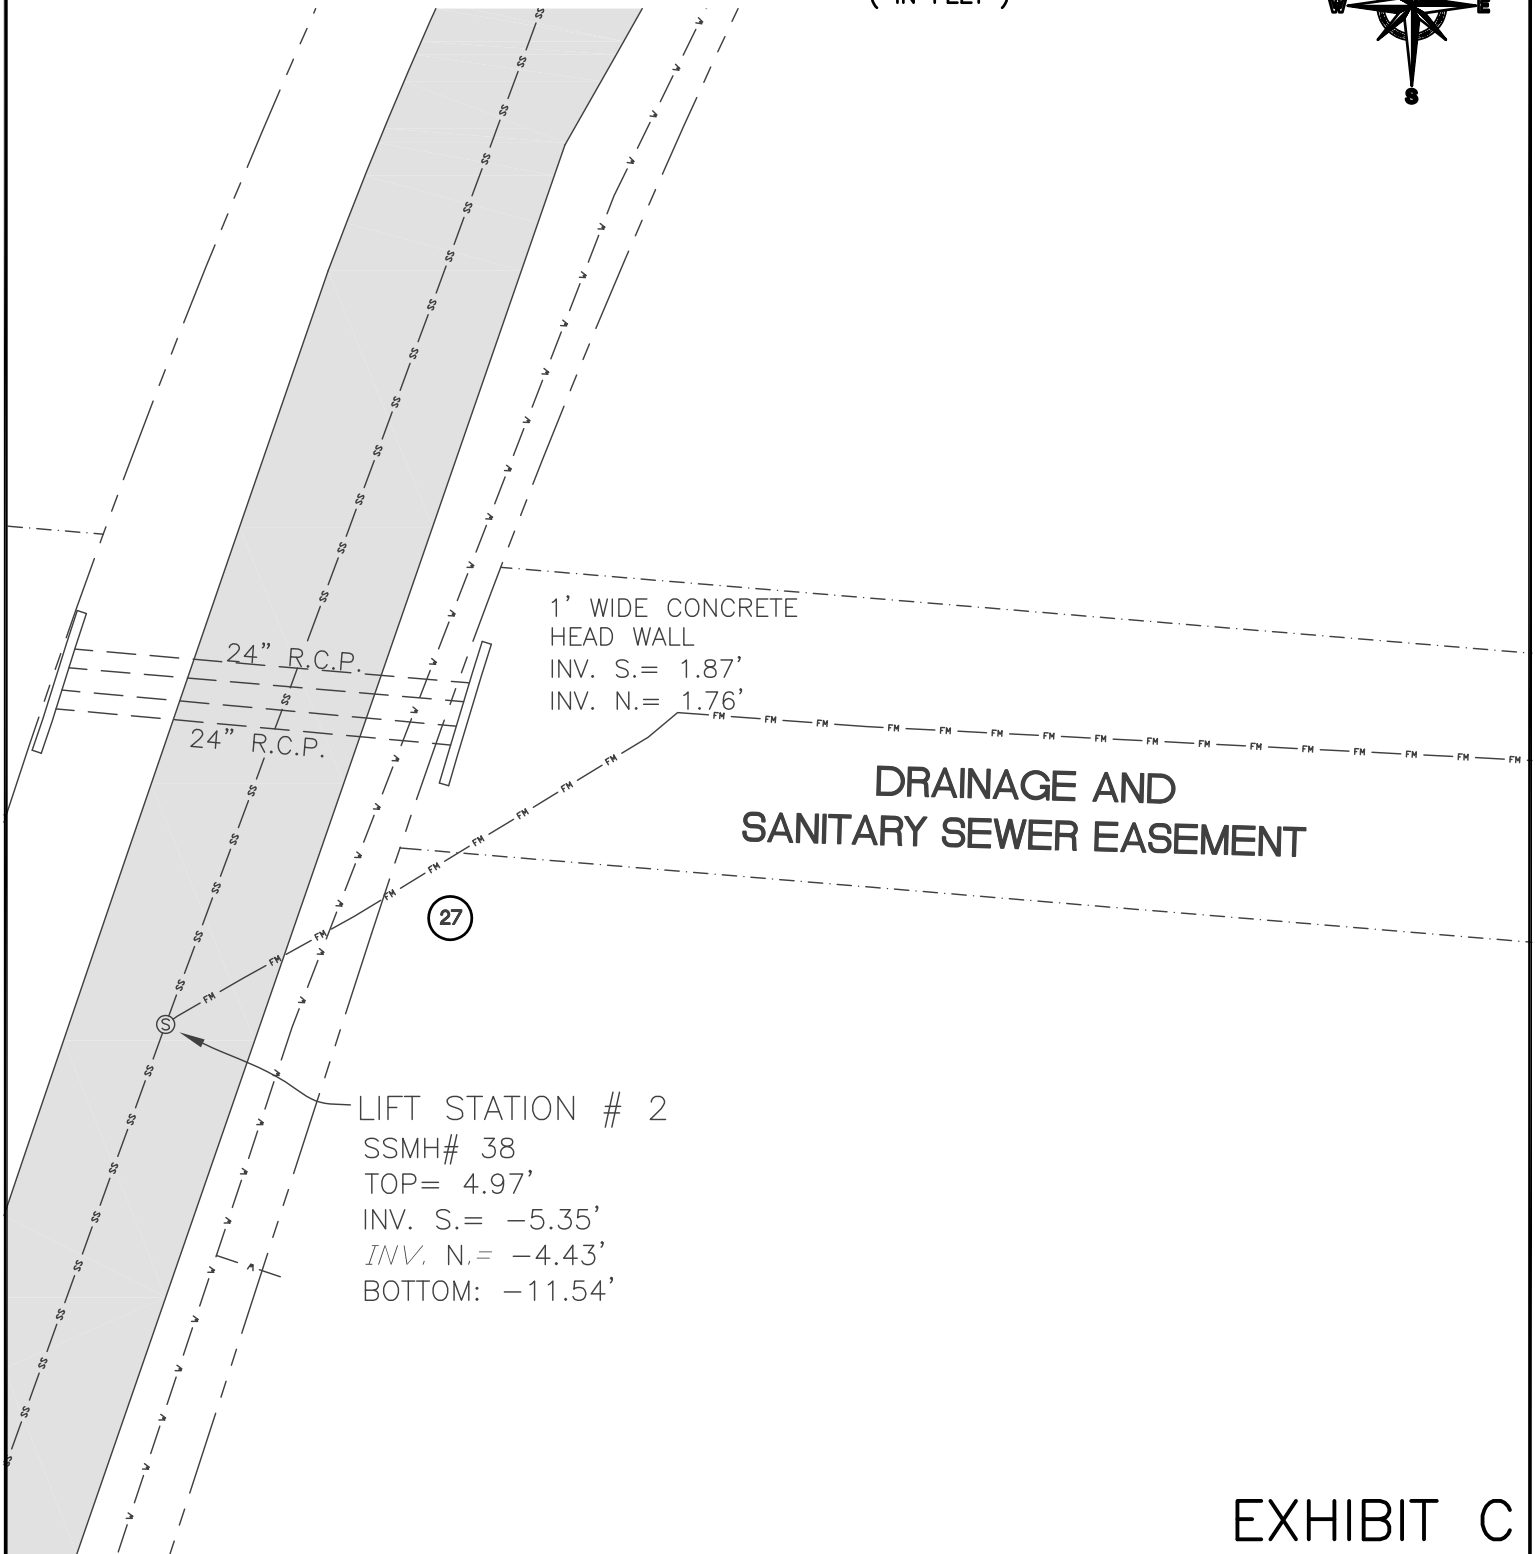 ( IN FEET )
W
E
S
1' WIDE CONCRETE
HEAD WALL
INV. S.= 1.87'
INV. N.= 1.76'
24" R.C.P.
24" R.C.P.
DRAINAGE AND
SANITARY SEWER EASEMENT
27
S
LIFT STATION # 2
SSMH# 38
TOP= 4.97'
INV. S.= -5.35'
INV. N.= -4.43'
BOTTOM: -11.54'
EXHIBIT C